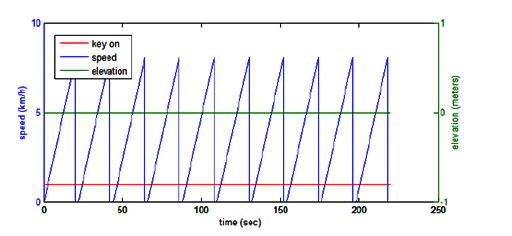 10
1
key on
speed
elevation
speed (km/h)
5
0
elevation (meters)
0
-1
0
50
100
150
200
250
time (sec)